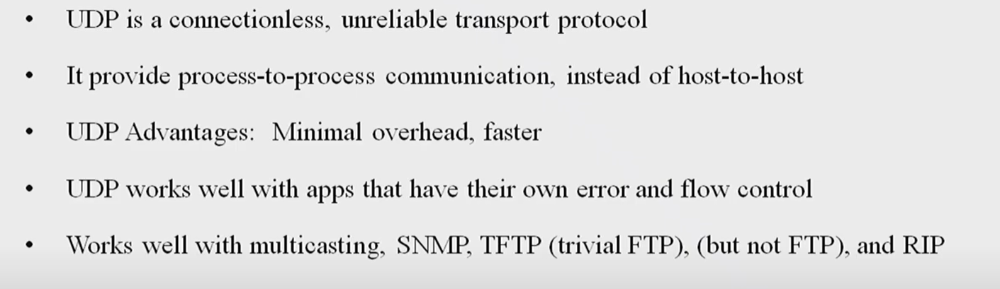 • UDP is a connectionless, unreliable transport protocol
• It provide process-to-process communication, instead of host-to-host
• UDP Advantages: Minimal overhead, faster
• UDP works well with apps that have their own error and flow control
• Works well with multicasting, SNMP, TFTP (trivial FTP), (but not FTP), and RIP